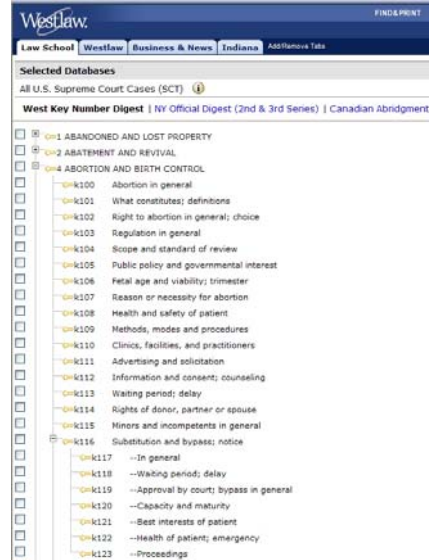 Westlaw.
FIND&PRINT
Law School Westlaw Business & News Indiana Add/Remove Tabs
Selected Databases
All U.S. Supreme Court Cases (SCT)
West Key Number Digest | NY Official Digest (2nd & 3rd Series) | Canadian Abridgment
1 ABANDONED AND LOST PROPERTY
2 ABATEMENT AND REVIVAL
4 ABORTION AND BIRTH CONTROL
k100 Abortion in general
k101 What constitutes; definitions
k102 Right to abortion in general; choice
k103 Regulation in general
k104 Scope and standard of review
k105 Public policy and governmental interest
k106 Fetal age and viability; trimester
k107 Reason or necessity for abortion
k108 Health and safety of patient
k109 Methods, modes and procedures
k110 Clinics, facilities, and practitioners
k111 Advertising and solicitation
k112 Information and consent; counseling
k113 Waiting period; delay
k114 Rights of donor, partner or spouse
k115 Minors and incompetents in general
k116 Substitution and bypass; notice
k117 --In general
k118 --Waiting period; delay
k119 --Approval by court; bypass in general
k120 --Capacity and maturity
k121 --Best interests of patient
k122 --Health of patient; emergency
k123 --Proceedings